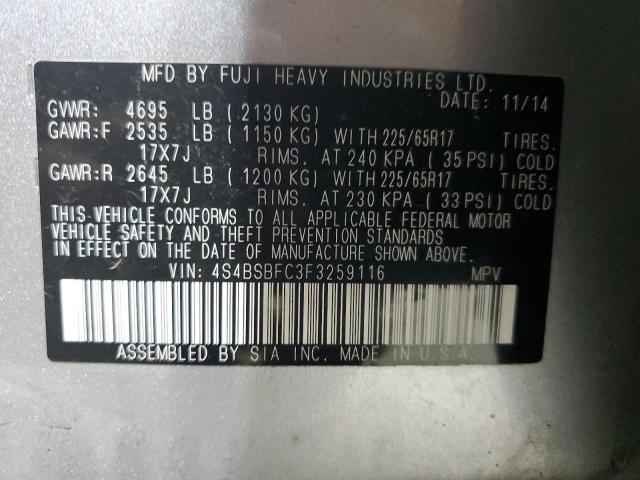 MFD BY FUJI HEAVY INDUSTRIES LTD.
DATE: 11/14
GVWR: 4695 LB (2130 KG)
GAWR:F 2535 LB (1150 KG) WITH 225/65R17 TIRES.
17X7J RIMS. AT 240 KPA (35 PSI) COLD
GAWR:R 2645 LB (1200 KG) WITH 225/65R17 TIRES.
17X7J RIMS. AT 230 KPA (33 PSI) COLD
THIS VEHICLE CONFORMS TO ALL APPLICABLE FEDERAL MOTOR
VEHICLE SAFETY AND THEFT PREVENTION STANDARDS
IN EFFECT ON THE DATE OF MANUFACTURE SHOWN ABOVE.
VIN: 4S4BSBFC3F3259116 MPV
ASSEMBLED BY SIA INC. MADE IN U.S.A.